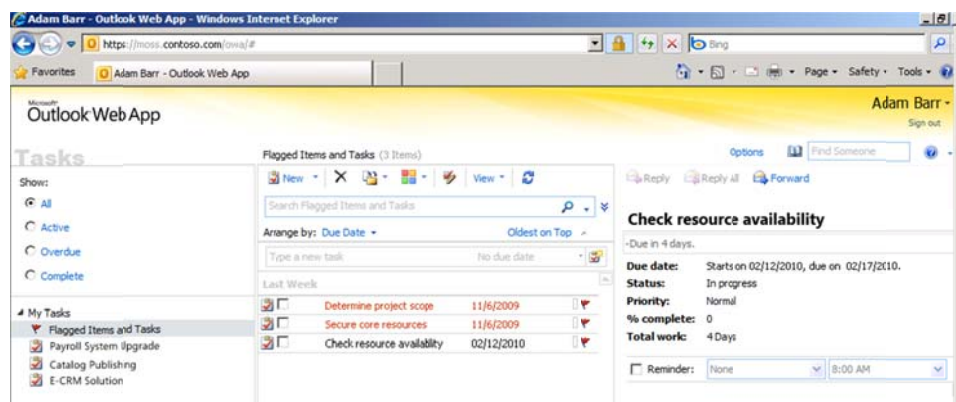 Adam Barr - Outlook Web App - Windows Internet Explorer
https://moss.contoso.com/owa/#
Bing
Favorites
Adam Barr - Outlook Web App
Page
Safety
Tools
Microsoft
Outlook Web App
Adam Barr
Sign out
Tasks
Flagged Items and Tasks (3 Items)
Options
Find Someone
Show:
All
Active
Overdue
Complete
My Tasks
Flagged Items and Tasks
Payroll System Upgrade
Catalog Publishing
E-CRM Solution
New
View
Search Flagged Items and Tasks
Arrange by: Due Date
Oldest on Top
Type a new task
No due date
Last Week
Determine project scope 11/6/2009
Secure core resources 11/6/2009
Check resource availablity 02/12/2010
Reply
Reply all
Forward
Check resource availability
-Due in 4 days.
Due date: Starts on 02/12/2010, due on 02/17/2010.
Status: In progress
Priority: Normal
% complete: 0
Total work: 4 Days
Reminder: None 8:00 AM